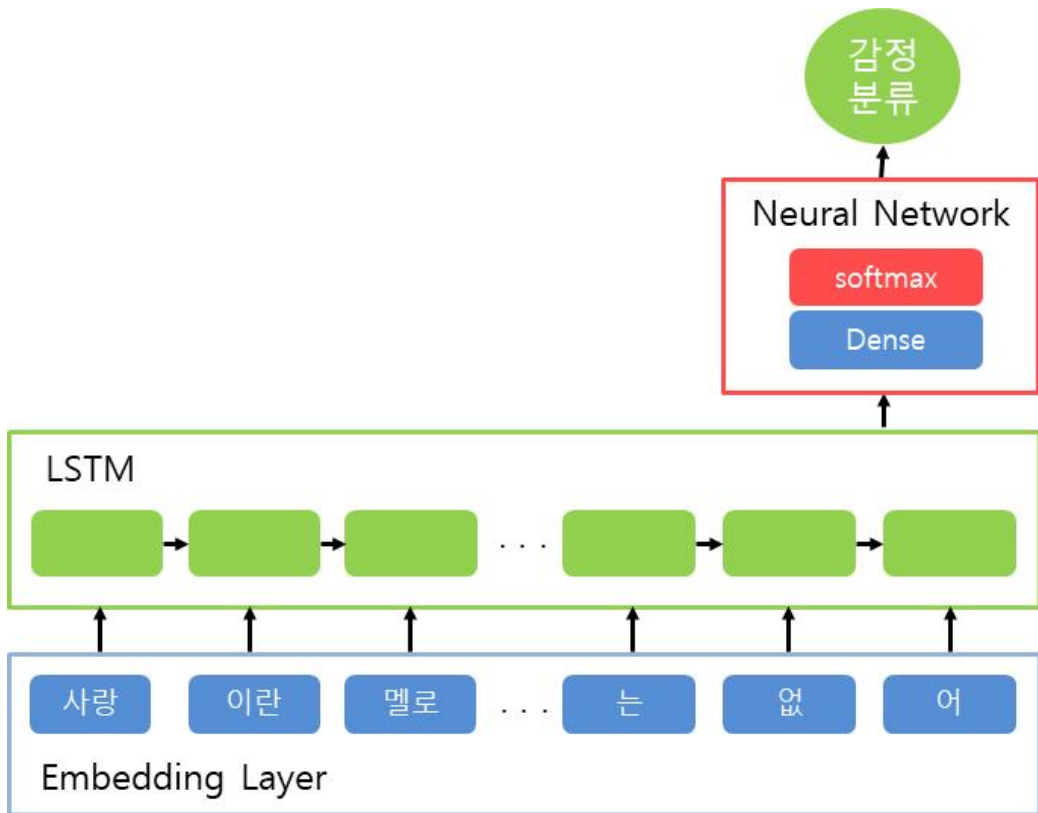 감정
분류
Neural Network
softmax
Dense
LSTM
. . .
사랑 이란 멜로 . . . 는 없 어
Embedding Layer